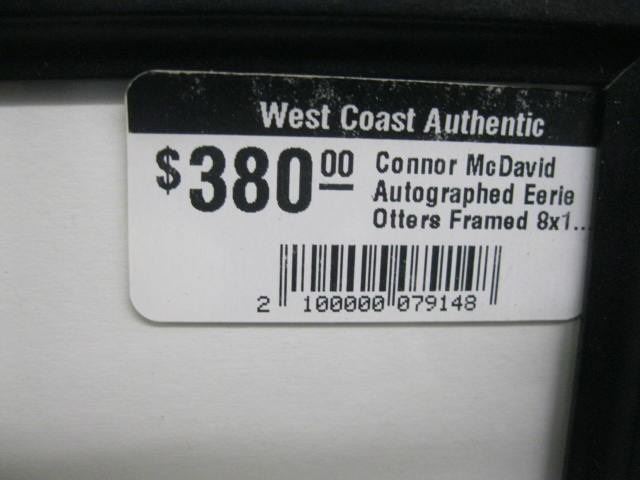 West Coast Authentic
$380.00 Connor McDavid
Autographed Eerie
Otters Framed 8x1...
2 100000 079148